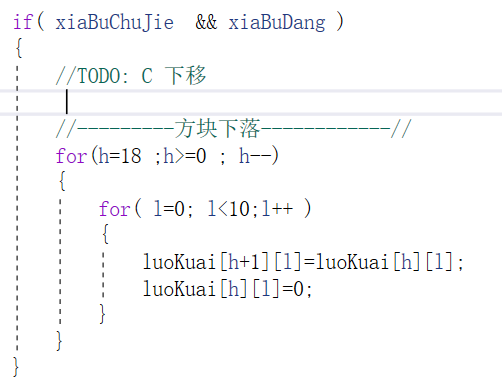 if( xiaBuChuJie  && xiaBuDang )
{
    //TODO: C 下移
    //---------方块下落------------//
    for(h=18 ;h>=0 ; h--)
    {
        for( l=0; l<10;l++ )
        {
            luoKuai[h+1][l]=luoKuai[h][l];
            luoKuai[h][l]=0;
        }
    }
}